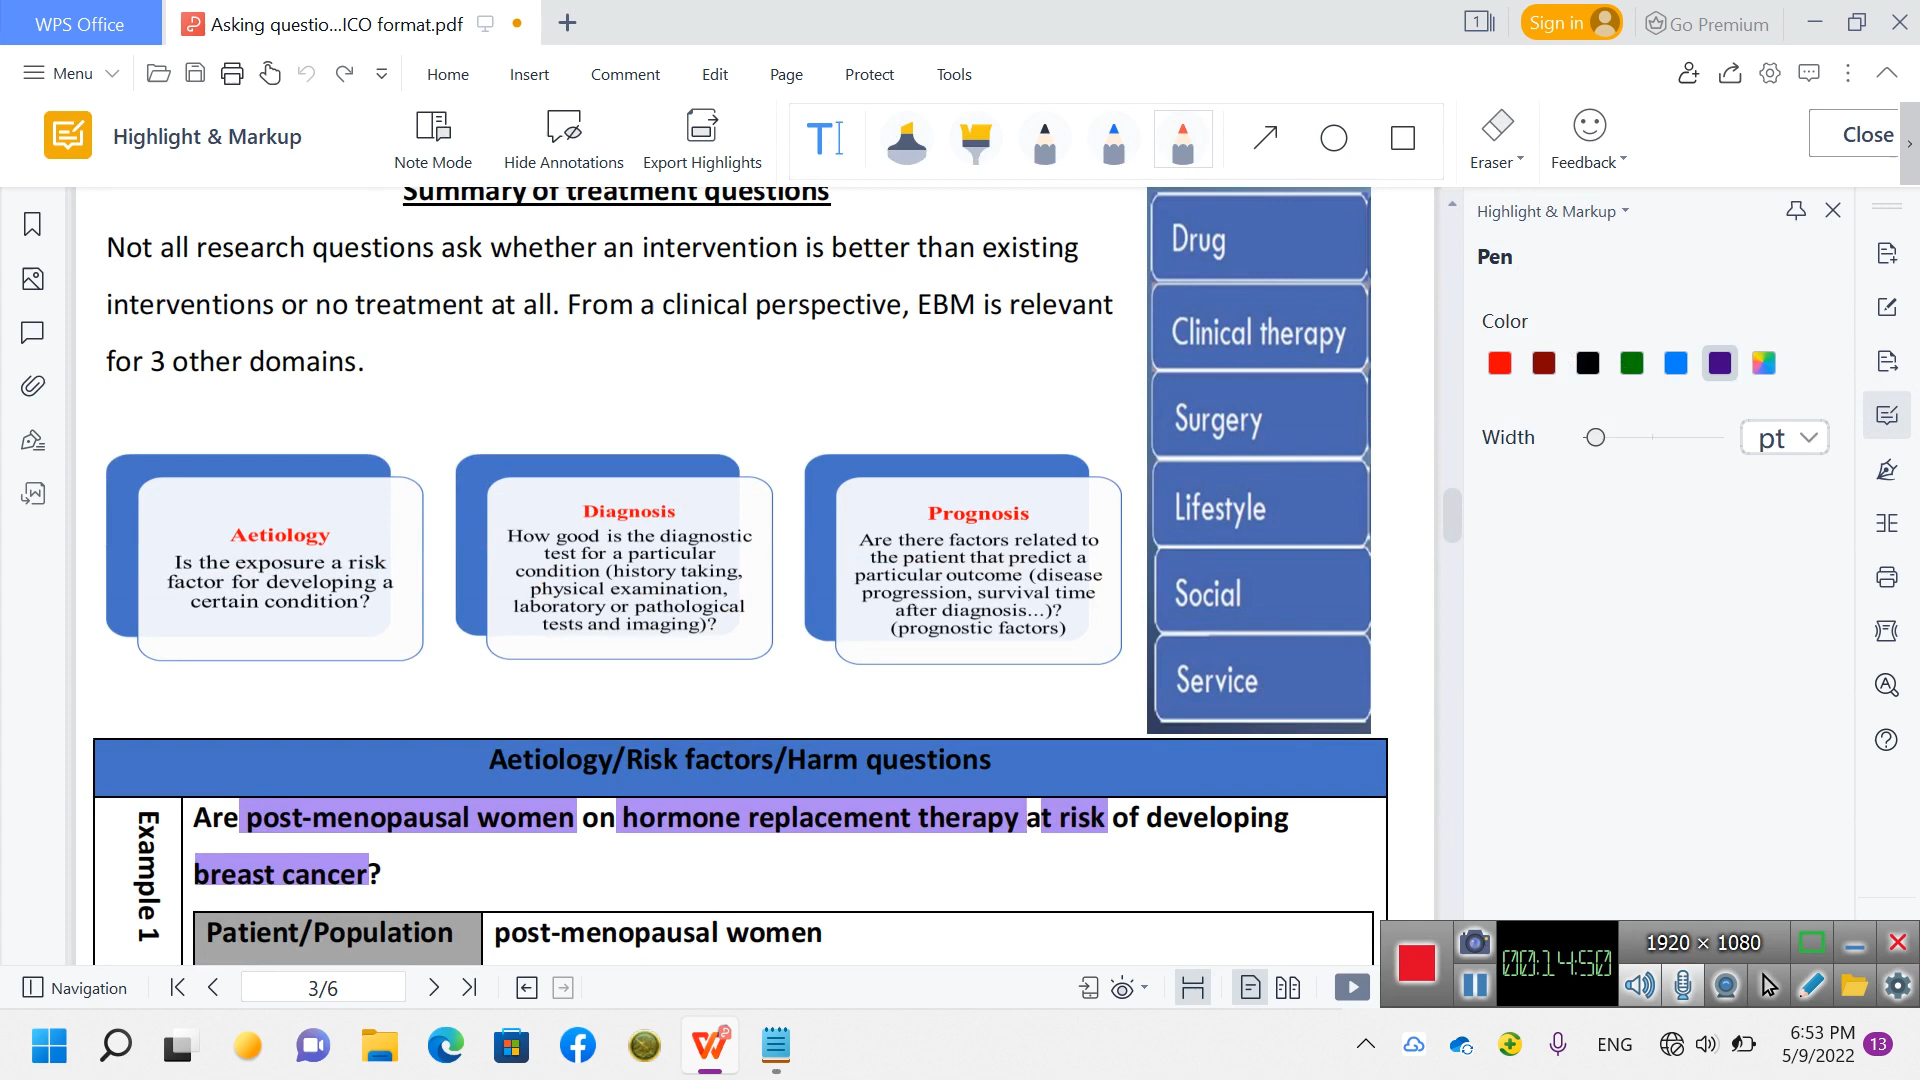 WPS Office
Asking questio...ICO format.pdf
1
Sign in
Go Premium
Menu
Home
Insert
Comment
Edit
Page
Protect
Tools
Highlight & Markup
Note Mode
Hide Annotations
Export Highlights
Eraser
Feedback
Close
Summary of treatment questions
Not all research questions ask whether an intervention is better than existing
interventions or no treatment at all. From a clinical perspective, EBM is relevant
for 3 other domains.
Aetiology
Is the exposure a risk
factor for developing a
certain condition?
Diagnosis
How good is the diagnostic
test for a particular
condition (history taking,
physical examination,
laboratory or pathological
tests and imaging)?
Prognosis
Are there factors related to
the patient that predict a
particular outcome (disease
progression, survival time
after diagnosis...)?
(prognostic factors)
Drug
Clinical therapy
Surgery
Lifestyle
Social
Service
Aetiology/Risk factors/Harm questions
Example 1
Are post-menopausal women on hormone replacement therapy at risk of developing
breast cancer?
Patient/Population
post-menopausal women
Highlight & Markup
Pen
Color
Width
pt
Navigation
3/6
00:14:50
1920 × 1080
ENG
6:53 PM
5/9/2022
13